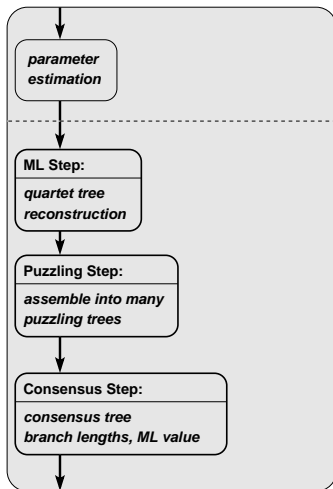 parameter
estimation
ML Step:
quartet tree
reconstruction
Puzzling Step:
assemble into many
puzzling trees
Consensus Step:
consensus tree
branch lengths, ML value